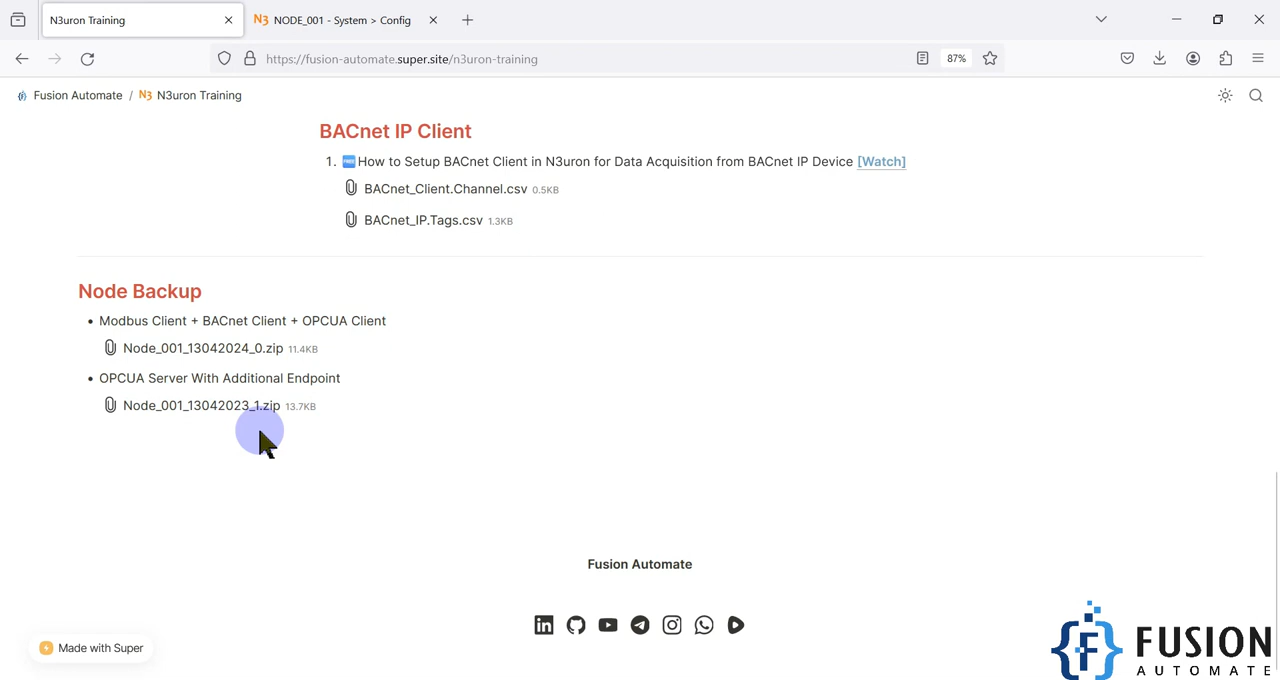 N3uron Training
N3 NODE_001 - System > Config
https://fusion-automate.super.site/n3uron-training
87%
Fusion Automate / N3 N3uron Training
BACnet IP Client
1. FREE How to Setup BACnet Client in N3uron for Data Acquisition from BACnet IP Device [Watch]
BACnet_Client.Channel.csv 0.5KB
BACnet_IP.Tags.csv 1.3KB
Node Backup
• Modbus Client + BACnet Client + OPCUA Client
Node_001_13042024_0.zip 11.4KB
• OPCUA Server With Additional Endpoint
Node_001_13042023_1.zip 13.7KB
Fusion Automate
Made with Super
FUSION
AUTOMATE